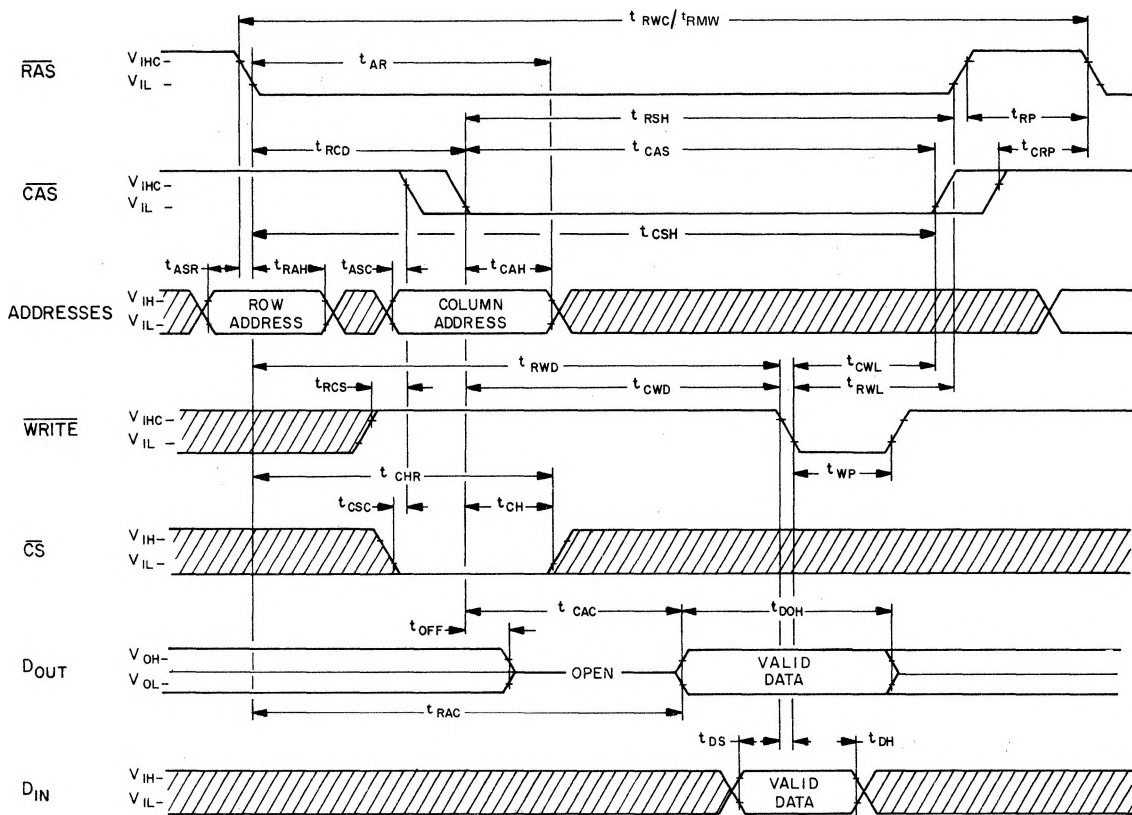 t RWC/ tRMW
RAS
V IHC
V IL
t AR
t RSH
t RP
t RCD
t CAS
t CRP
CAS
V IHC
V IL
t CSH
t ASR
t RAH
t ASC
t CAH
ADDRESSES
V IH
V IL
ROW
ADDRESS
COLUMN
ADDRESS
t RWD
t CWL
t RCS
t CWD
t RWL
WRITE
V IHC
V IL
t CHR
t WP
t CSC
t CH
CS
V IH
V IL
t CAC
t DOH
t OFF
D OUT
V OH
V OL
OPEN
VALID
DATA
t RAC
t DS
t DH
D IN
V IH
V IL
VALID
DATA